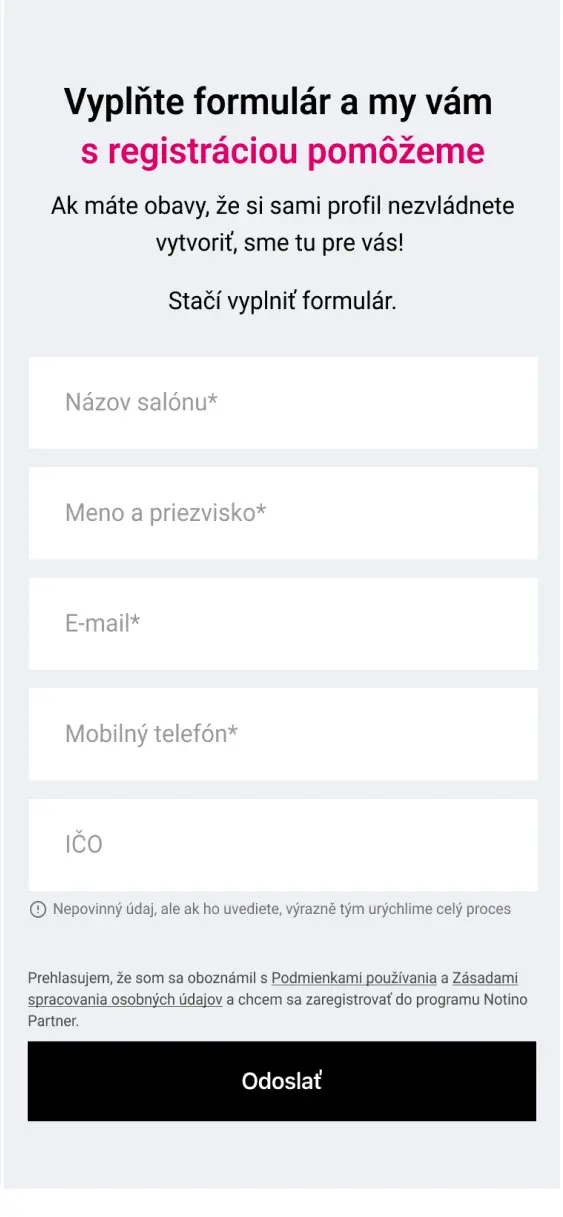 Vyplňte formulár a my vám
s registráciou pomôžeme
Ak máte obavy, že si sami profil nezvládnete
vytvoriť, sme tu pre vás!
Stačí vyplniť formulár.
Názov salónu*
Meno a priezvisko*
E-mail*
Mobilný telefón*
IČO
Nepovinný údaj, ale ak ho uvediete, výrazně tým urýchlime celý proces
Prehlasujem, že som sa oboznámil s Podmienkami používania a Zásadami
spracovania osobných údajov a chcem sa zaregistrovať do programu Notino
Partner.
Odoslať